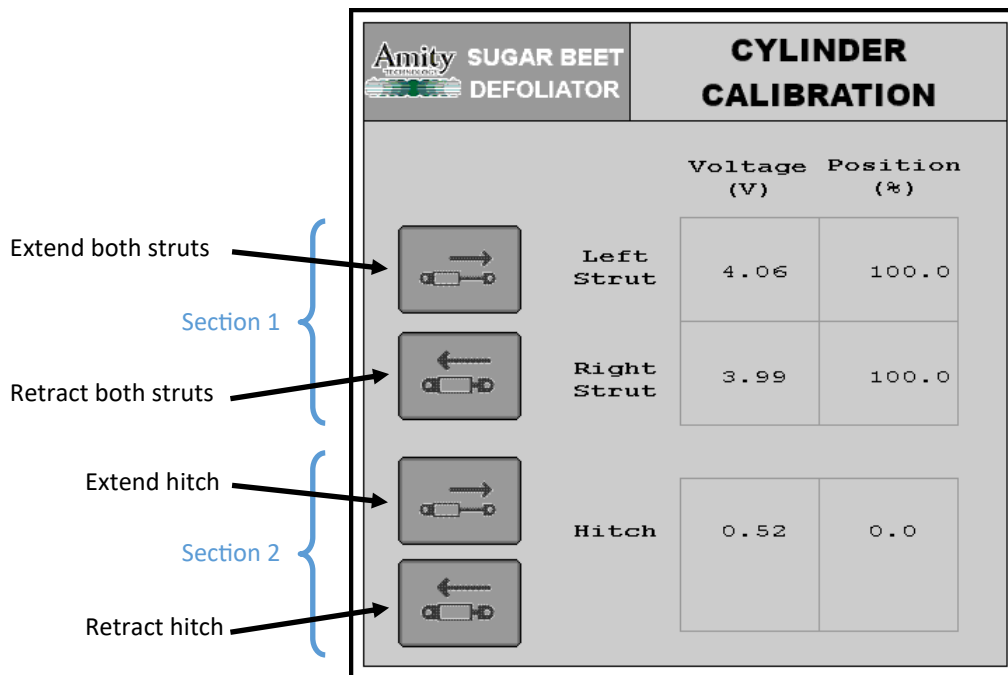 Amity
TECHNOLOGY
SUGAR BEET
DEFOLIATOR
CYLINDER
CALIBRATION
Voltage Position
(V) (%)
Extend both struts
Left
Strut
4.06 100.0
Section 1
Retract both struts
Right
Strut
3.99 100.0
Extend hitch
Section 2
Hitch 0.52 0.0
Retract hitch